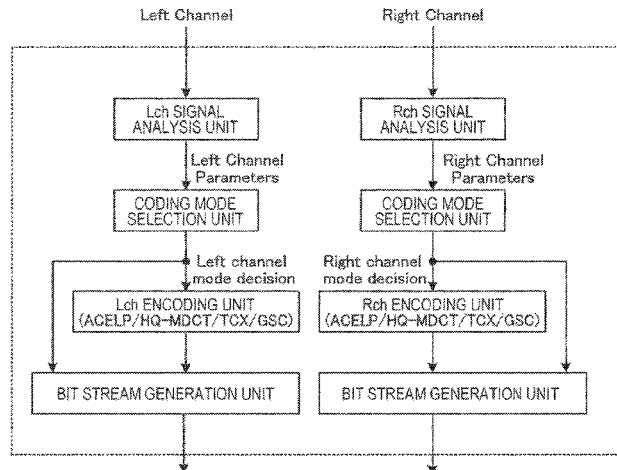 Left Channel
Right Channel
Lch SIGNAL
ANALYSIS UNIT
Rch SIGNAL
ANALYSIS UNIT
Left Channel
Parameters
Right Channel
Parameters
CODING MODE
SELECTION UNIT
CODING MODE
SELECTION UNIT
Left channel
mode decision
Right channel
mode decision
Lch ENCODING UNIT
(ACELP/HQ-MDCT/TCX/GSC)
Rch ENCODING UNIT
(ACELP/HQ-MDCT/TCX/GSC)
BIT STREAM GENERATION UNIT
BIT STREAM GENERATION UNIT